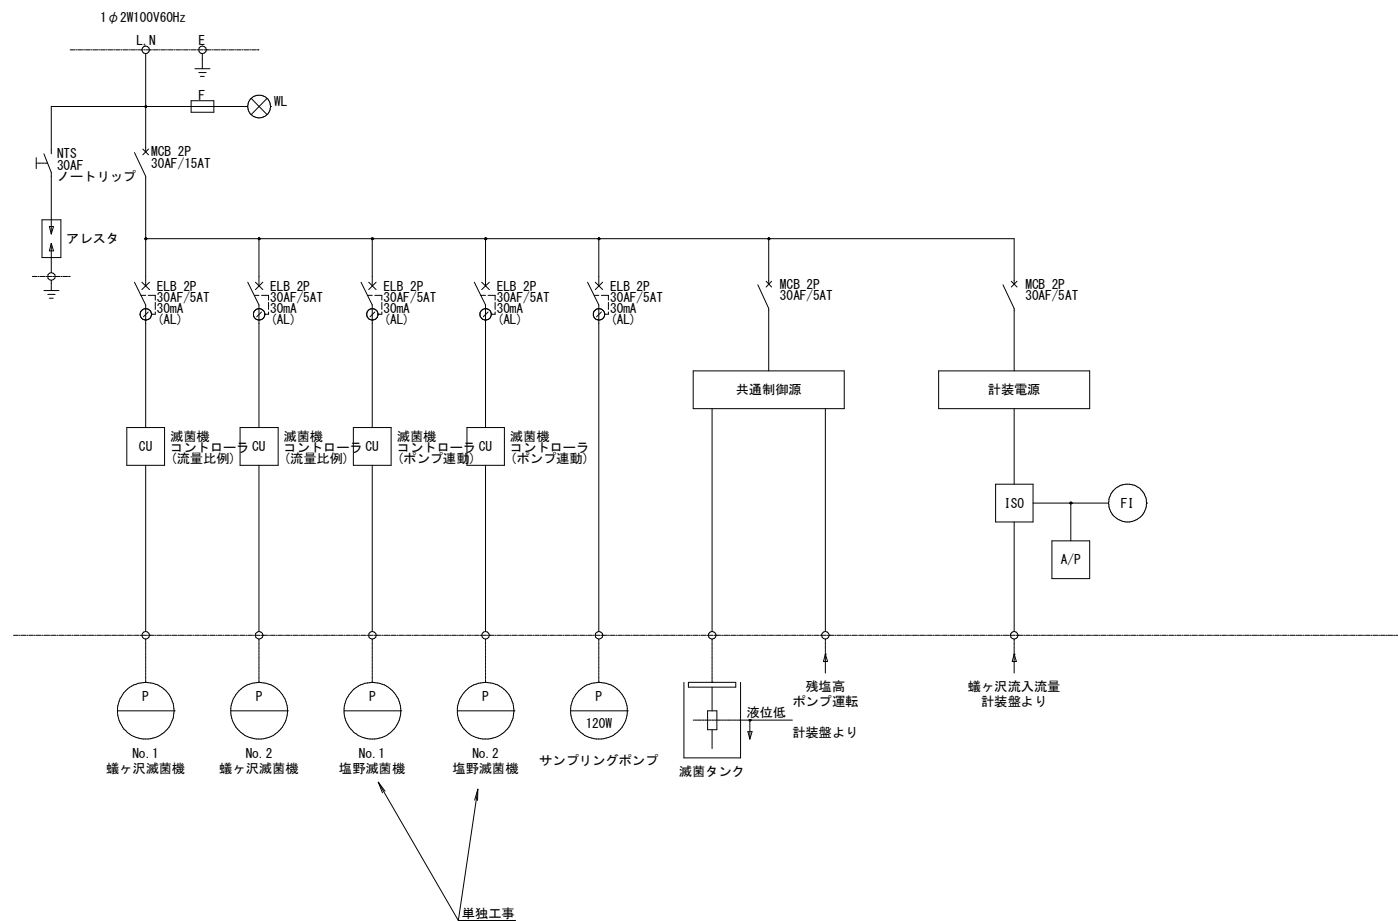 1φ2W100V60Hz
L,N
E
F
WL
NTS
30AF
ノートリップ
MCB 2P
30AF/15AT
アレスタ
ELB 2P
30AF/5AT
30mA
(AL)
ELB 2P
30AF/5AT
30mA
(AL)
ELB 2P
30AF/5AT
30mA
(AL)
ELB 2P
30AF/5AT
30mA
(AL)
ELB 2P
30AF/5AT
30mA
(AL)
MCB 2P
30AF/5AT
MCB 2P
30AF/5AT
共通制御源
計装電源
CU
滅菌機
コントローラ
(流量比例)
CU
滅菌機
コントローラ
(流量比例)
CU
滅菌機
コントローラ
(ポンプ連動)
CU
滅菌機
コントローラ
(ポンプ連動)
ISO
FI
A/P
P
P
P
P
P
120W
No.1
蟻ヶ沢滅菌機
No.2
蟻ヶ沢滅菌機
No.1
塩野滅菌機
No.2
塩野滅菌機
サンプリングポンプ
液位低
滅菌タンク
残塩高
ポンプ運転
計装盤より
蟻ヶ沢流入流量
計装盤より
単独工事